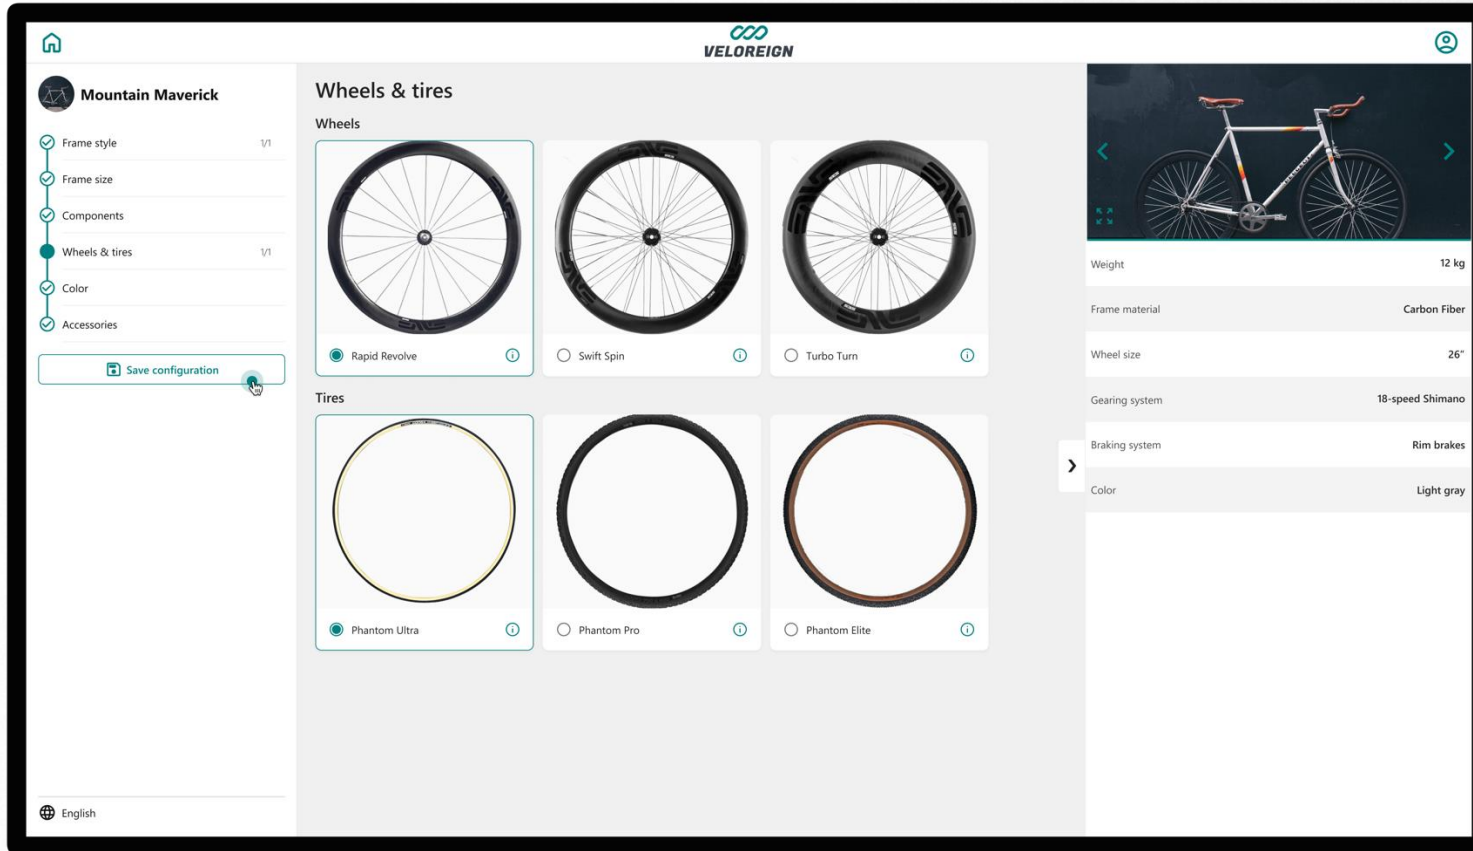 VELOREIGN
Mountain Maverick
Frame style 1/1
Frame size
Components
Wheels & tires 1/1
Color
Accessories
Save configuration
English
Wheels & tires
Wheels
Rapid Revolve
Swift Spin
Turbo Turn
Tires
Phantom Ultra
Phantom Pro
Phantom Elite
Weight 12 kg
Frame material Carbon Fiber
Wheel size 26"
Gearing system 18-speed Shimano
Braking system Rim brakes
Color Light gray